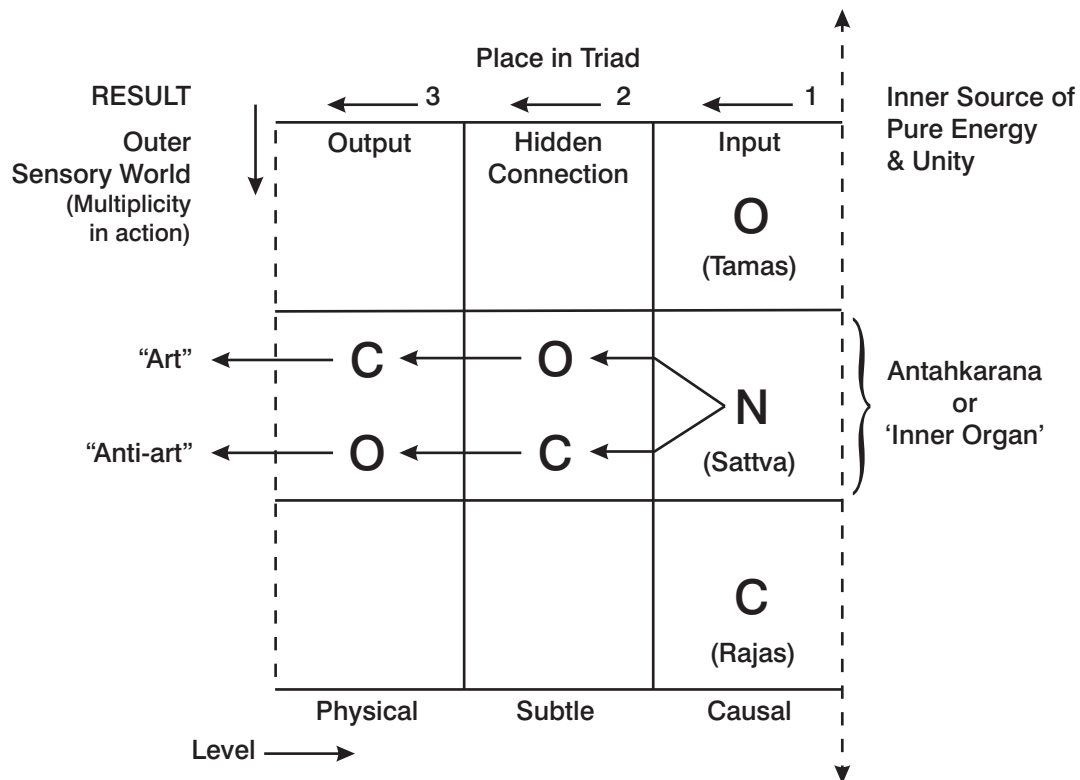 Place in Triad
RESULT
3
2
1
Outer
Sensory World
(Multiplicity
in action)
Output
Hidden
Connection
Input
Inner Source of
Pure Energy
& Unity
O
(Tamas)
“Art”
C
O
N
(Sattva)
“Anti-art”
O
C
Antahkarana
or
‘Inner Organ’
C
(Rajas)
Physical
Subtle
Causal
Level